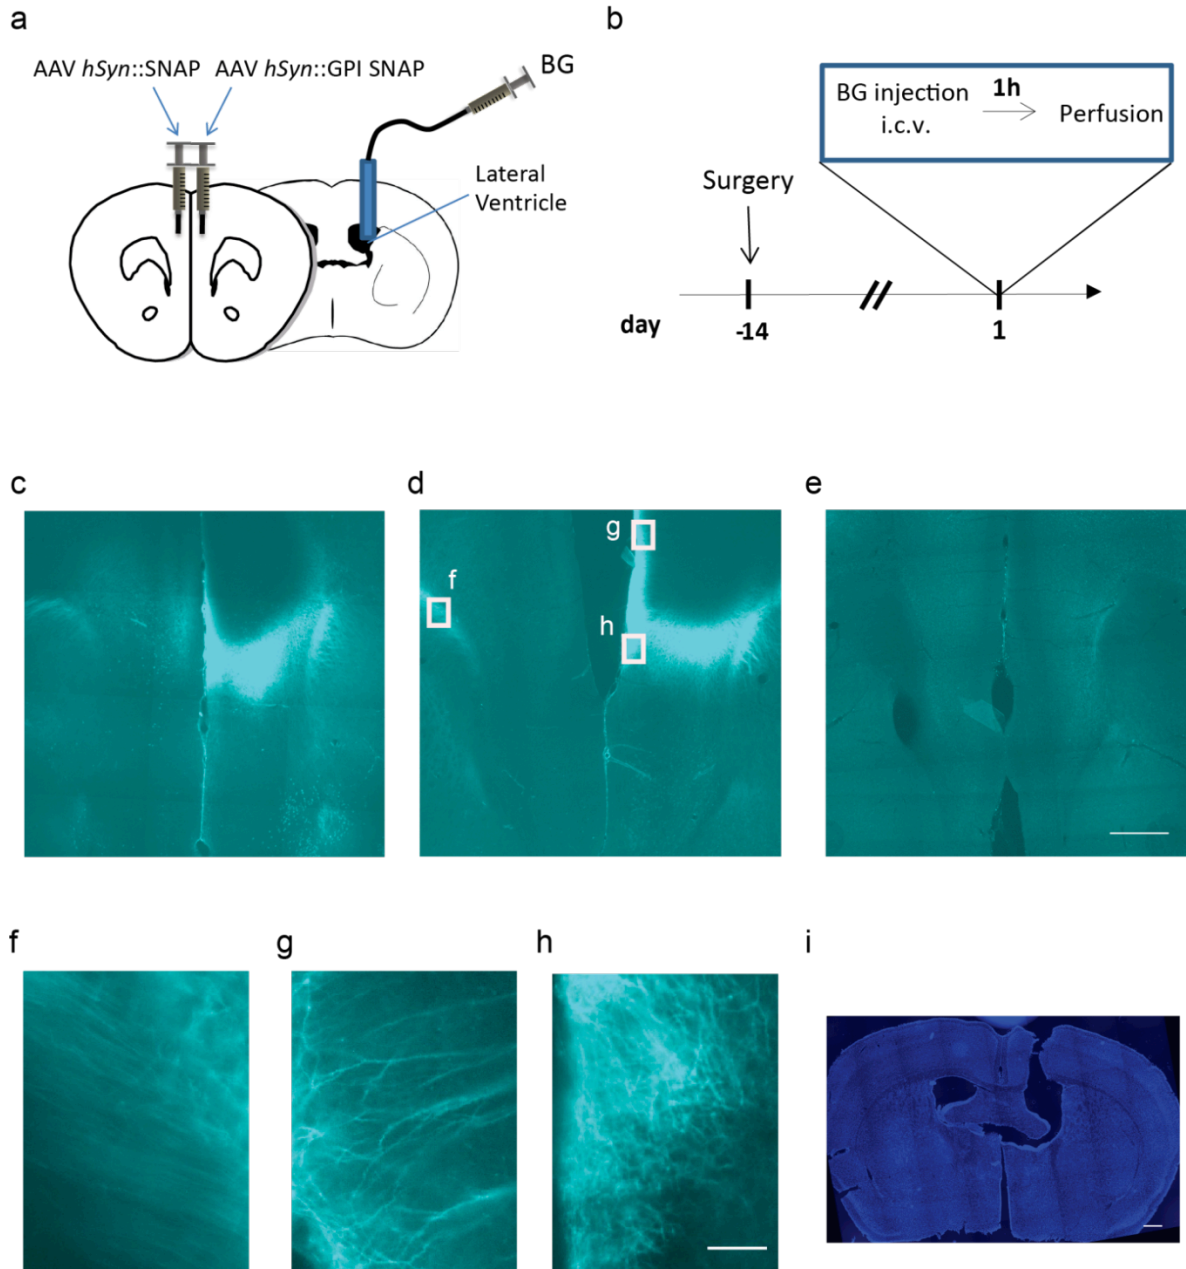 a
AAV hSyn::SNAP AAV hSyn::GPI SNAP
BG
Lateral
Ventricle
b
BG injection
i.c.v.
1h
Perfusion
Surgery
day
-14
1
c
d
e
g
f
h
f
g
h
i